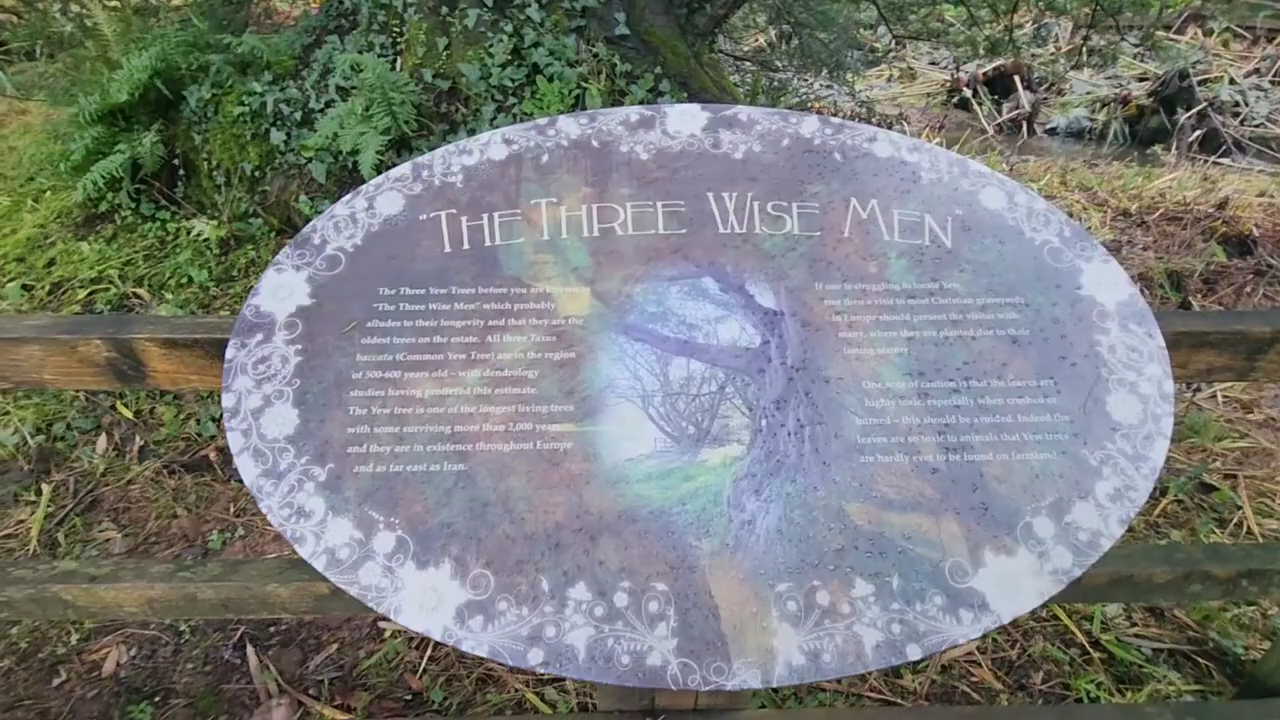 "THE THREE WISE MEN"
The Three Yew Trees before you are known as
"The Three Wise Men" which probably
alludes to their longevity and that they are the
oldest trees on the estate. All three Taxus
baccata (Common Yew Tree) are in the region
of 500-600 years old – with dendrology
studies having proffered this estimate.
The Yew tree is one of the longest living trees
with some surviving more than 2,000 years
and they are in existence throughout Europe
and as far east as Iran.
If one is struggling to locate Yew
tree then a visit to most Christian graveyards
in Europe should present the visitor with
many, where they are planted due to their
lasting history.
One note of caution is that the leaves are
highly toxic, especially when crushed or
burned – this should be avoided. Indeed the
leaves are so toxic to animals that Yew trees
are hardly ever to be found on farmland.